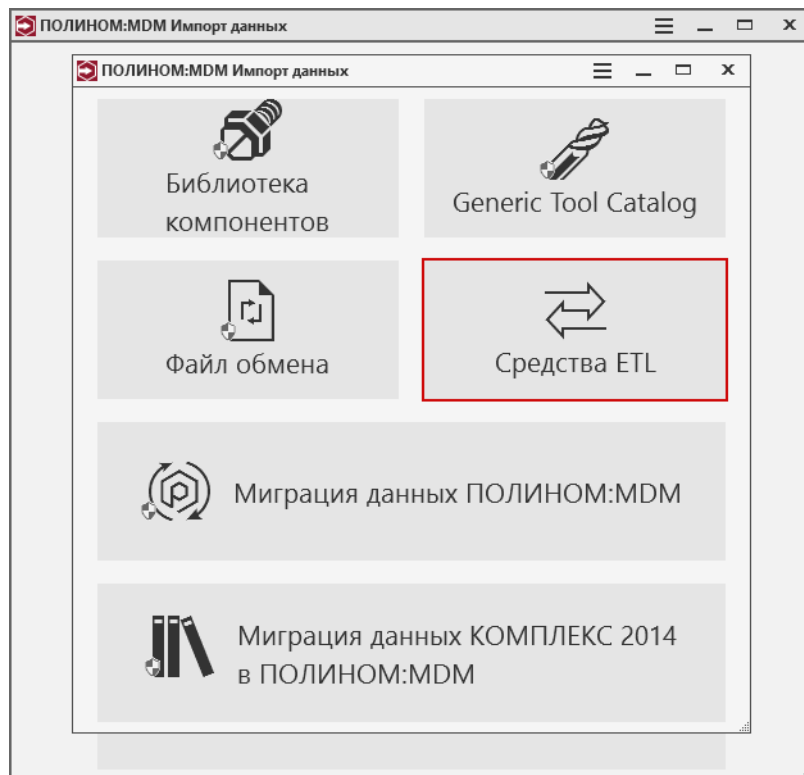 ПОЛИНОМ:MDM Импорт данных
ПОЛИНОМ:MDM Импорт данных
Библиотека
компонентов
Generic Tool Catalog
Файл обмена
Средства ETL
Миграция данных ПОЛИНОМ:MDM
Миграция данных КОМПЛЕКС 2014
в ПОЛИНОМ:MDM